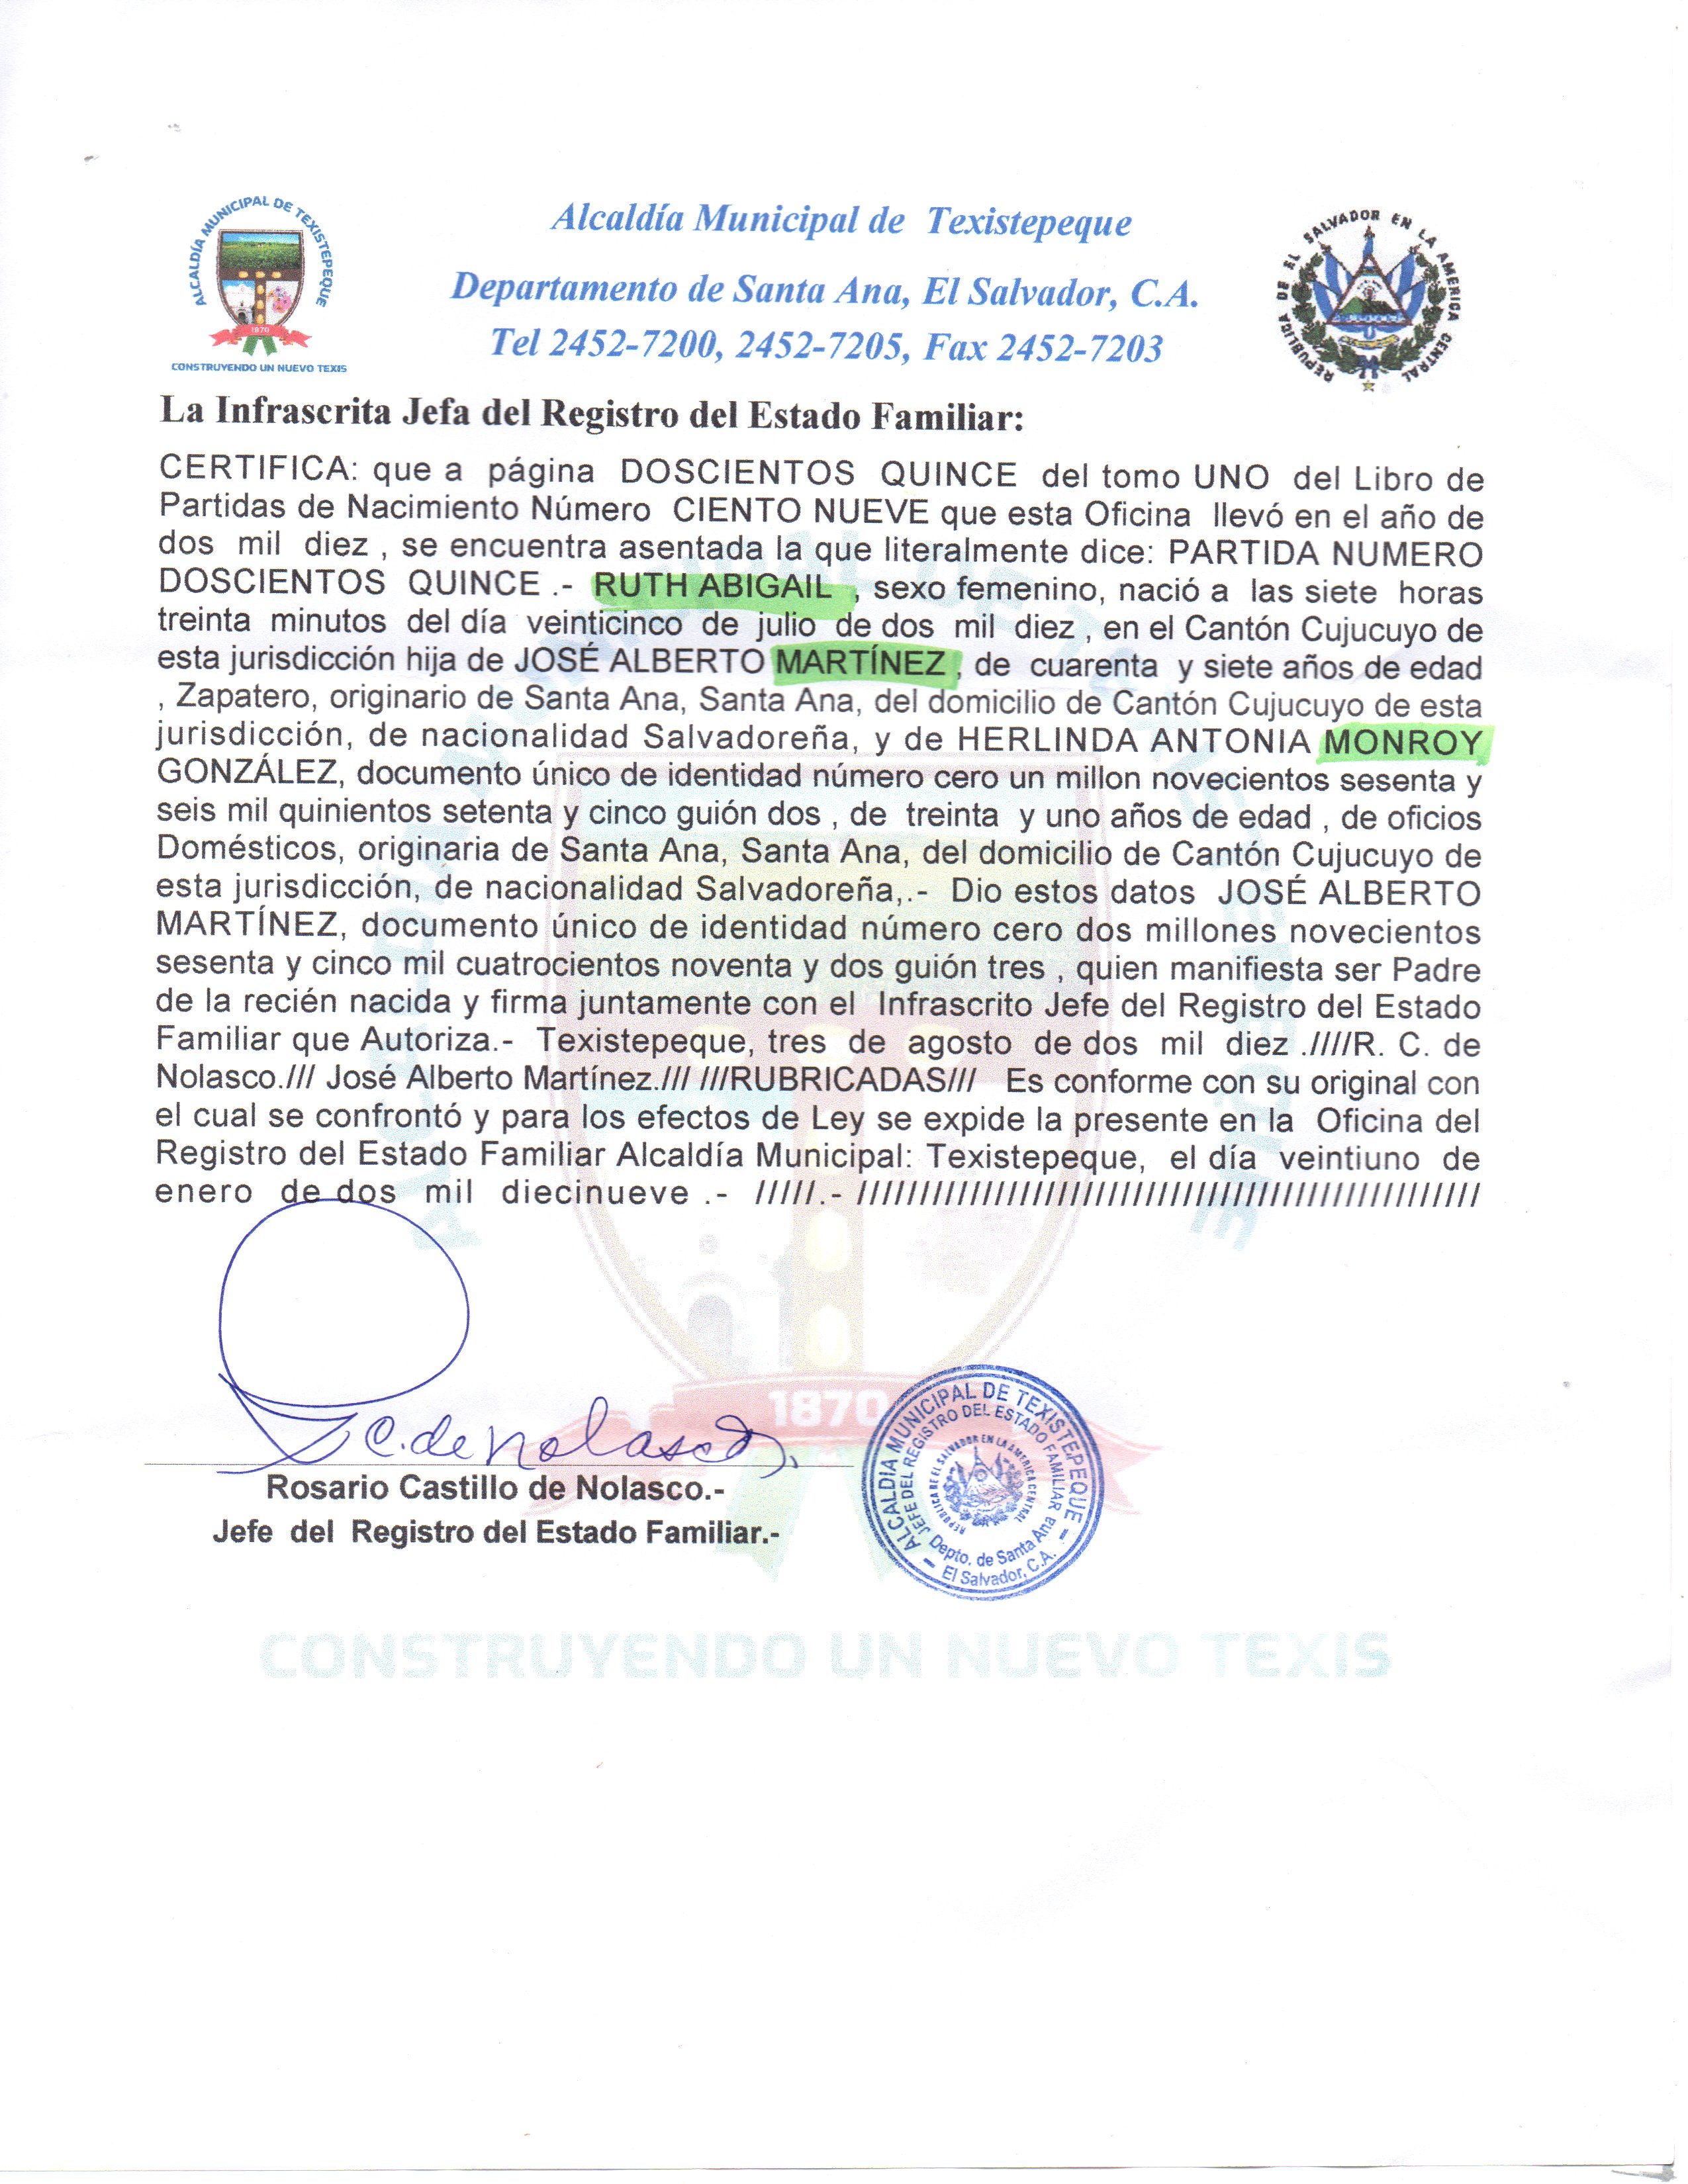 ALCALDÍA MUNICIPAL DE TEXISTEPEQUE
1870
CONSTRUYENDO UN NUEVO TEXIS
Alcaldía Municipal de Texistepeque
Departamento de Santa Ana, El Salvador, C.A.
Tel 2452-7200, 2452-7205, Fax 2452-7203
REPUBLICA DE EL SALVADOR EN LA AMERICA CENTRAL
La Infrascrita Jefa del Registro del Estado Familiar:
CERTIFICA: que a página DOSCIENTOS QUINCE del tomo UNO del Libro de
Partidas de Nacimiento Número CIENTO NUEVE que esta Oficina llevó en el año de
dos mil diez , se encuentra asentada la que literalmente dice: PARTIDA NUMERO
DOSCIENTOS QUINCE .- RUTH ABIGAIL , sexo femenino, nació a las siete horas
treinta minutos del día veinticinco de julio de dos mil diez , en el Cantón Cujucuyo de
esta jurisdicción hija de JOSÉ ALBERTO MARTÍNEZ, de cuarenta y siete años de edad
, Zapatero, originario de Santa Ana, Santa Ana, del domicilio de Cantón Cujucuyo de esta
jurisdicción, de nacionalidad Salvadoreña, y de HERLINDA ANTONIA MONROY
GONZÁLEZ, documento único de identidad número cero un millon novecientos sesenta y
seis mil quinientos setenta y cinco guión dos , de treinta y uno años de edad , de oficios
Domésticos, originaria de Santa Ana, Santa Ana, del domicilio de Cantón Cujucuyo de
esta jurisdicción, de nacionalidad Salvadoreña,.- Dio estos datos JOSÉ ALBERTO
MARTÍNEZ, documento único de identidad número cero dos millones novecientos
sesenta y cinco mil cuatrocientos noventa y dos guión tres , quien manifiesta ser Padre
de la recién nacida y firma juntamente con el Infrascrito Jefe del Registro del Estado
Familiar que Autoriza.- Texistepeque, tres de agosto de dos mil diez .////R. C. de
Nolasco./// José Alberto Martínez./// ///RUBRICADAS/// Es conforme con su original con
el cual se confrontó y para los efectos de Ley se expide la presente en la Oficina del
Registro del Estado Familiar Alcaldía Municipal: Texistepeque, el día veintiuno de
enero de dos mil diecinueve .- /////.- //////////////////////////////////////////////////
C. de Nolasco
Rosario Castillo de Nolasco.-
Jefe del Registro del Estado Familiar.-
1870
ALCALDIA MUNICIPAL DE TEXISTEPEQUE
JEFE DEL REGISTRO DEL ESTADO FAMILIAR
REPUBLICA DE EL SALVADOR EN LA AMERICA CENTRAL
Depto. de Santa Ana
El Salvador, C.A.
CONSTRUYENDO UN NUEVO TEXIS